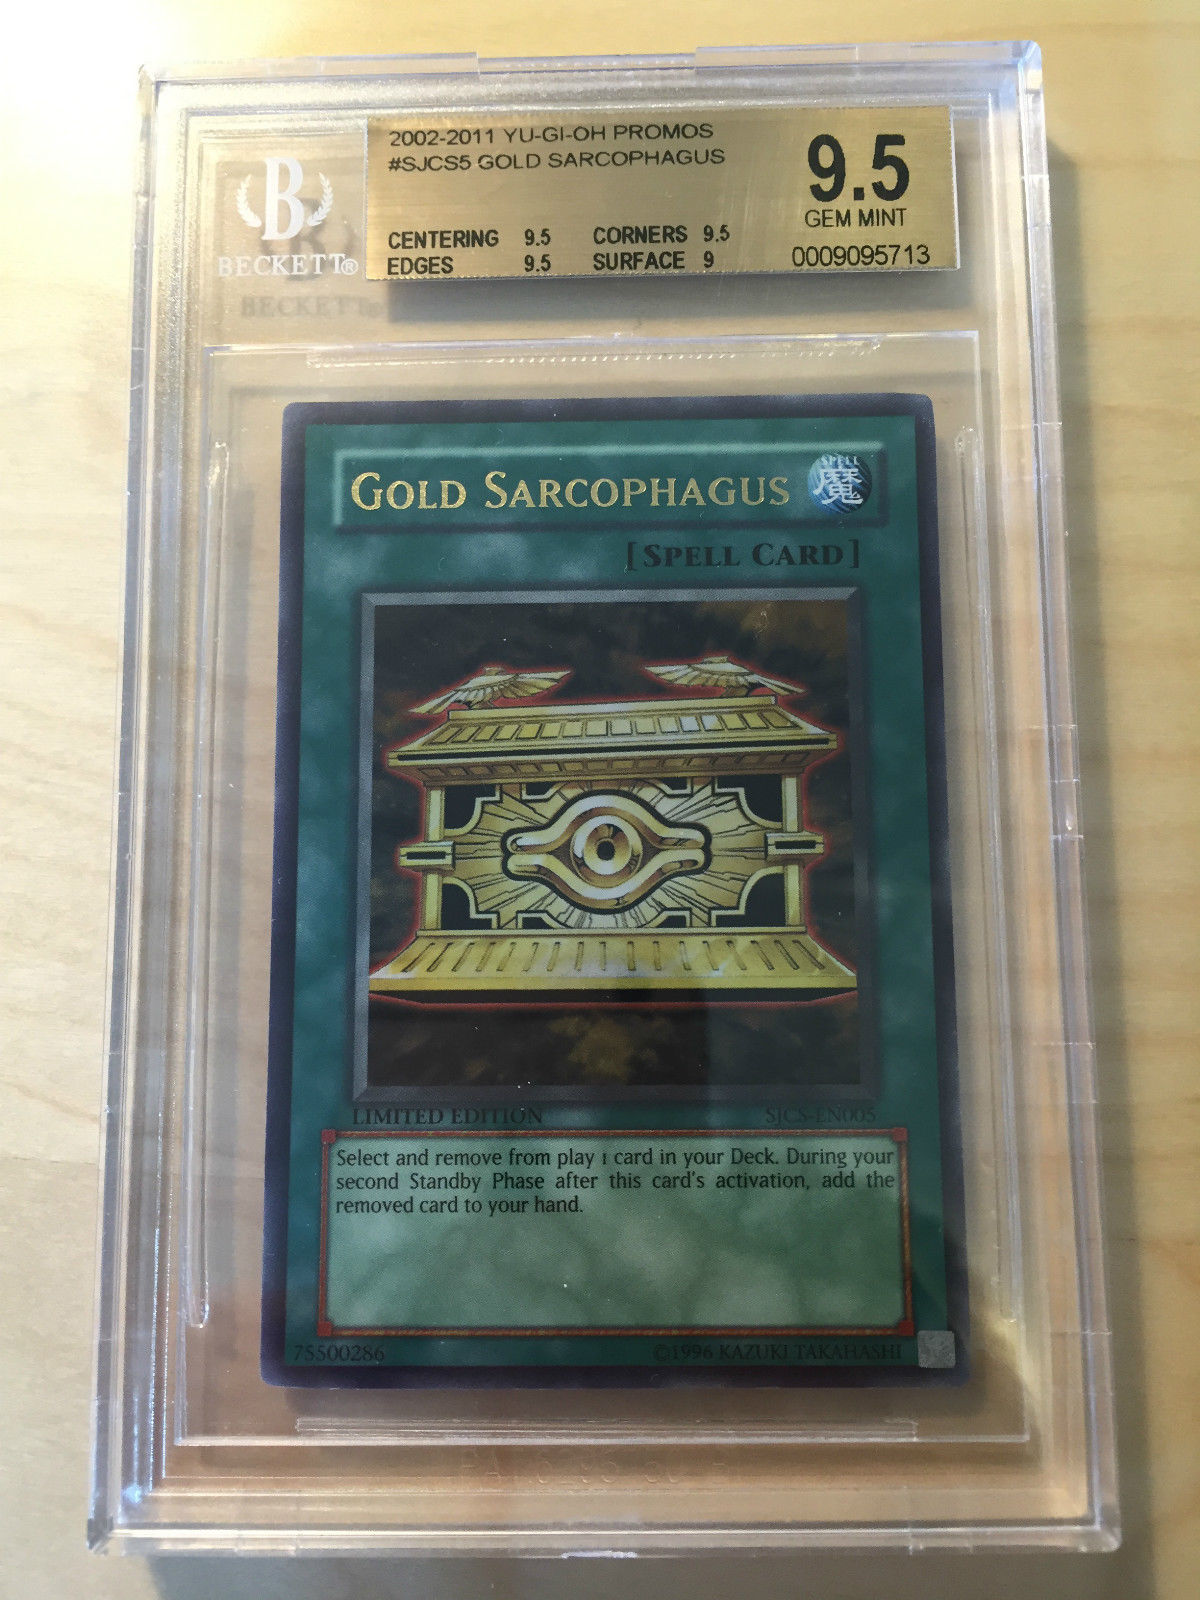 2002-2011 YU-GI-OH PROMOS
#SJCS5 GOLD SARCOPHAGUS
9.5
GEM MINT
CENTERING 9.5 CORNERS 9.5
EDGES 9.5 SURFACE 9
0009095713
B
BECKETT®
GOLD SARCOPHAGUS
SPELL
魔
[SPELL CARD]
LIMITED EDITION SJCS-EN005
Select and remove from play 1 card in your Deck. During your
second Standby Phase after this card's activation, add the
removed card to your hand.
75500286 ©1996 KAZUKI TAKAHASHI